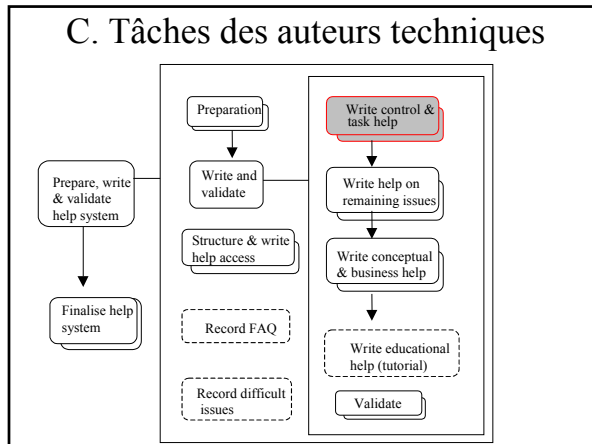 C. Tâches des auteurs techniques
Prepare, write
& validate
help system
Finalise help
system
Preparation
Write and
validate
Structure & write
help access
Record FAQ
Record difficult
issues
Write control &
task help
Write help on
remaining issues
Write conceptual
& business help
Write educational
help (tutorial)
Validate